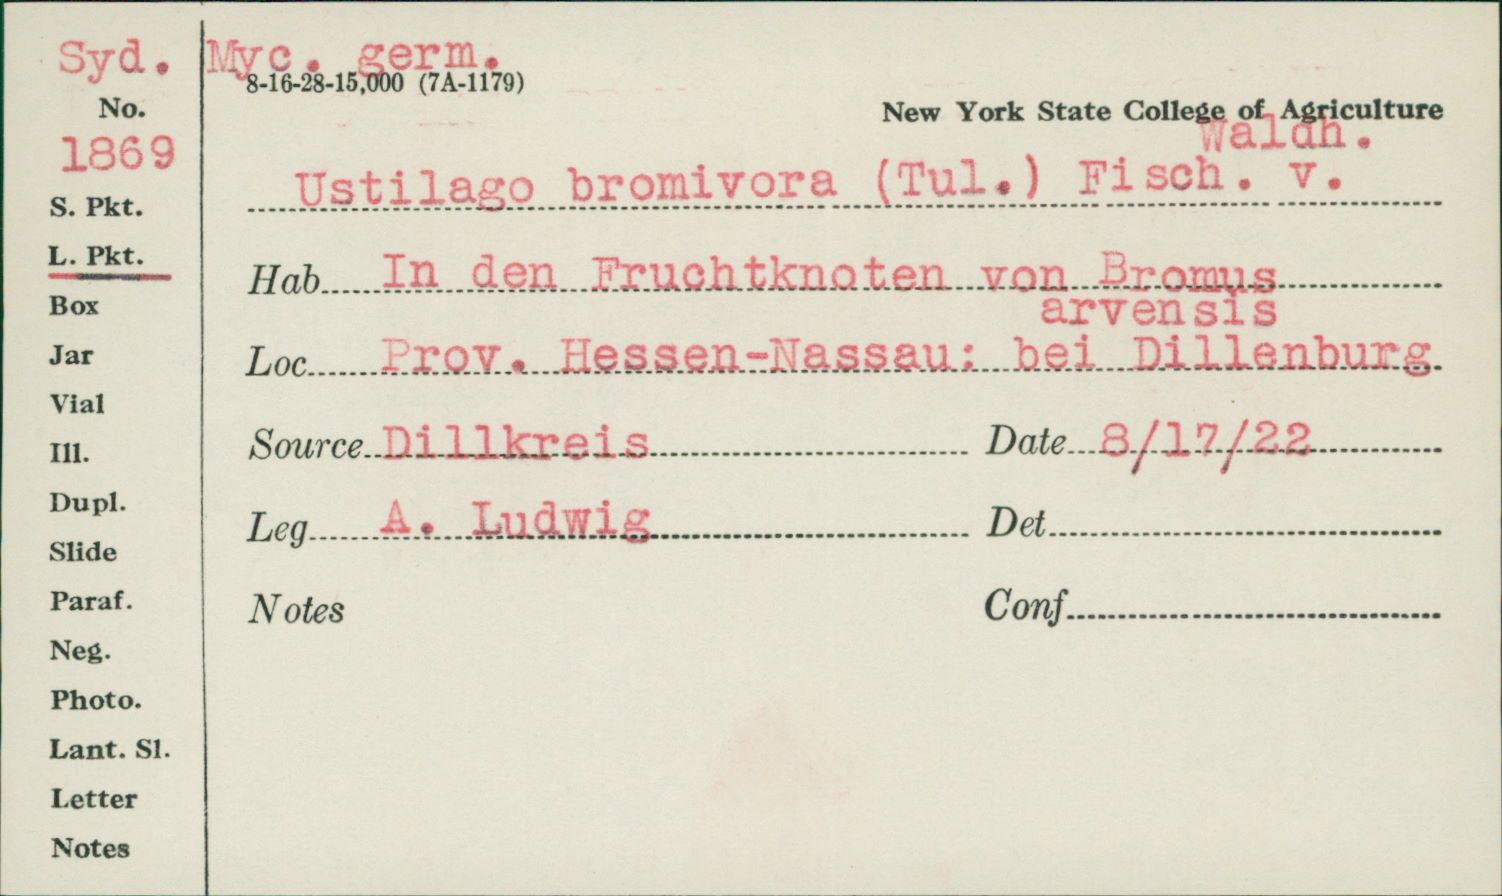 Syd. Myc. germ.
8-16-28-15,000 (7A-1179)
No.
New York State College of Agriculture
1869
Waldh.
Ustilago bromivora (Tul.) Fisch. v.
S. Pkt.
L. Pkt.
Hab. In den Fruchtknoten von Bromus
arvensis
Box
Jar
Loc. Prov. Hessen-Nassau: bei Dillenburg
Vial
Source Dillkreis Date 8/17/22
Ill.
Dupl.
Leg. A. Ludwig Det.
Slide
Paraf.
Notes Conf.
Neg.
Photo.
Lant. Sl.
Letter
Notes